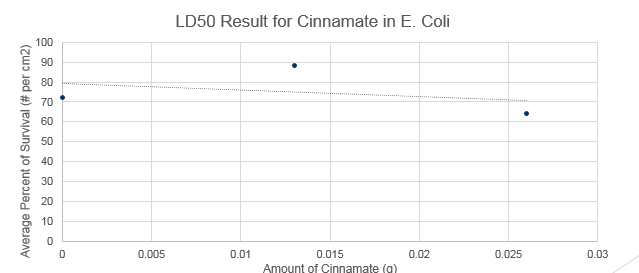 LD50 Result for Cinnamate in E. Coli
Average Percent of Survival (# per cm2)
100
90
80
70
60
50
40
30
20
10
0
0 0.005 0.01 0.015 0.02 0.025 0.03
Amount of Cinnamate (g)